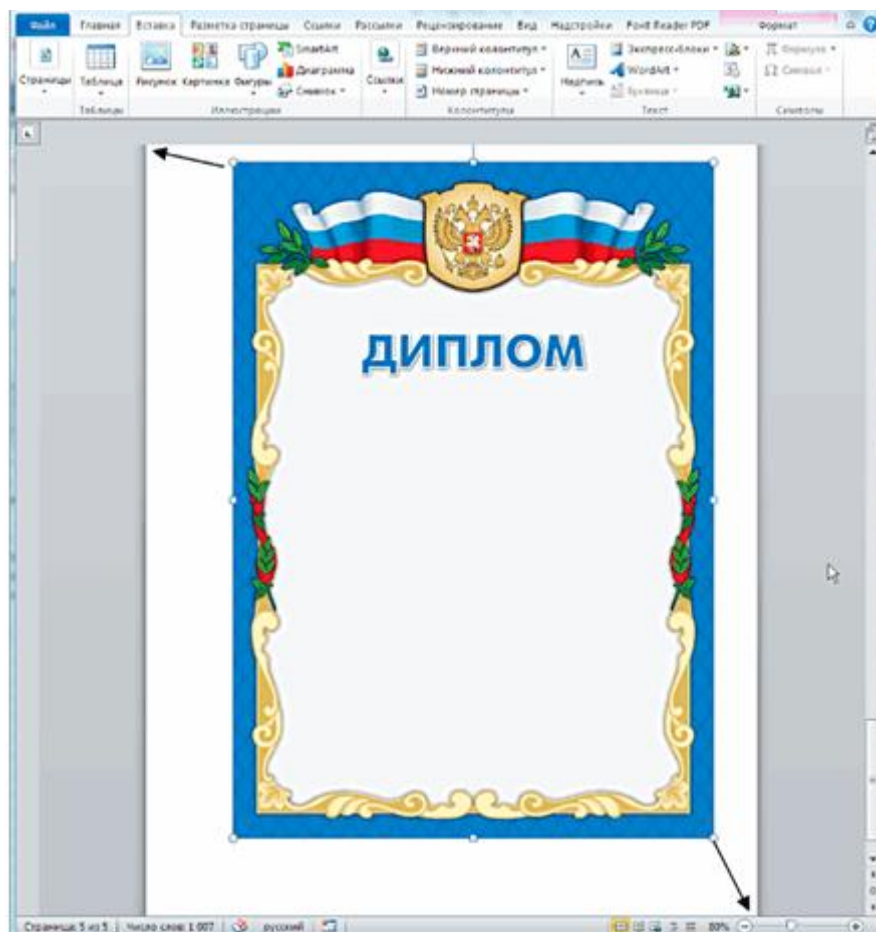 Файл Главная Вставка Разметка страницы Ссылки Рассылки Рецензирование Вид Надстройки Foxit Reader PDF Формат
Страницы Таблица Рисунок Картинка Фигуры SmartArt Диаграмма Снимок Ссылки
Верхний колонтитул
Нижний колонтитул
Номер страницы
Надпись
Экспресс-блоки
WordArt
Буквица
Формула
Символ
Таблицы Иллюстрации Колонтитулы Текст Символы
ДИПЛОМ
Страница: 5 из 5 Число слов: 1 007 русский 80%